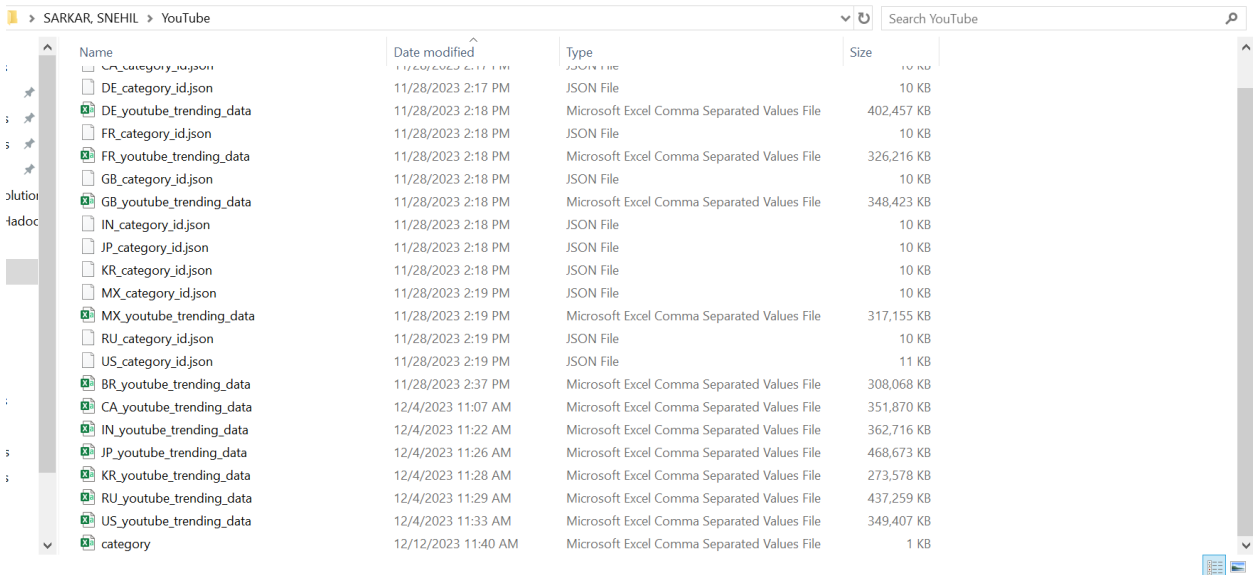 > SARKAR, SNEHIL > YouTube Search YouTube
Name Date modified Type Size
CA_category_id.json 11/28/2023 2:17 PM JSON File 10 KB
DE_category_id.json 11/28/2023 2:17 PM JSON File 10 KB
DE_youtube_trending_data 11/28/2023 2:18 PM Microsoft Excel Comma Separated Values File 402,457 KB
FR_category_id.json 11/28/2023 2:18 PM JSON File 10 KB
FR_youtube_trending_data 11/28/2023 2:18 PM Microsoft Excel Comma Separated Values File 326,216 KB
GB_category_id.json 11/28/2023 2:18 PM JSON File 10 KB
GB_youtube_trending_data 11/28/2023 2:18 PM Microsoft Excel Comma Separated Values File 348,423 KB
olution IN_category_id.json 11/28/2023 2:18 PM JSON File 10 KB
Hadoc JP_category_id.json 11/28/2023 2:18 PM JSON File 10 KB
KR_category_id.json 11/28/2023 2:18 PM JSON File 10 KB
MX_category_id.json 11/28/2023 2:19 PM JSON File 10 KB
MX_youtube_trending_data 11/28/2023 2:19 PM Microsoft Excel Comma Separated Values File 317,155 KB
RU_category_id.json 11/28/2023 2:19 PM JSON File 10 KB
US_category_id.json 11/28/2023 2:19 PM JSON File 11 KB
BR_youtube_trending_data 11/28/2023 2:37 PM Microsoft Excel Comma Separated Values File 308,068 KB
CA_youtube_trending_data 12/4/2023 11:07 AM Microsoft Excel Comma Separated Values File 351,870 KB
IN_youtube_trending_data 12/4/2023 11:22 AM Microsoft Excel Comma Separated Values File 362,716 KB
JP_youtube_trending_data 12/4/2023 11:26 AM Microsoft Excel Comma Separated Values File 468,673 KB
KR_youtube_trending_data 12/4/2023 11:28 AM Microsoft Excel Comma Separated Values File 273,578 KB
RU_youtube_trending_data 12/4/2023 11:29 AM Microsoft Excel Comma Separated Values File 437,259 KB
US_youtube_trending_data 12/4/2023 11:33 AM Microsoft Excel Comma Separated Values File 349,407 KB
category 12/12/2023 11:40 AM Microsoft Excel Comma Separated Values File 1 KB